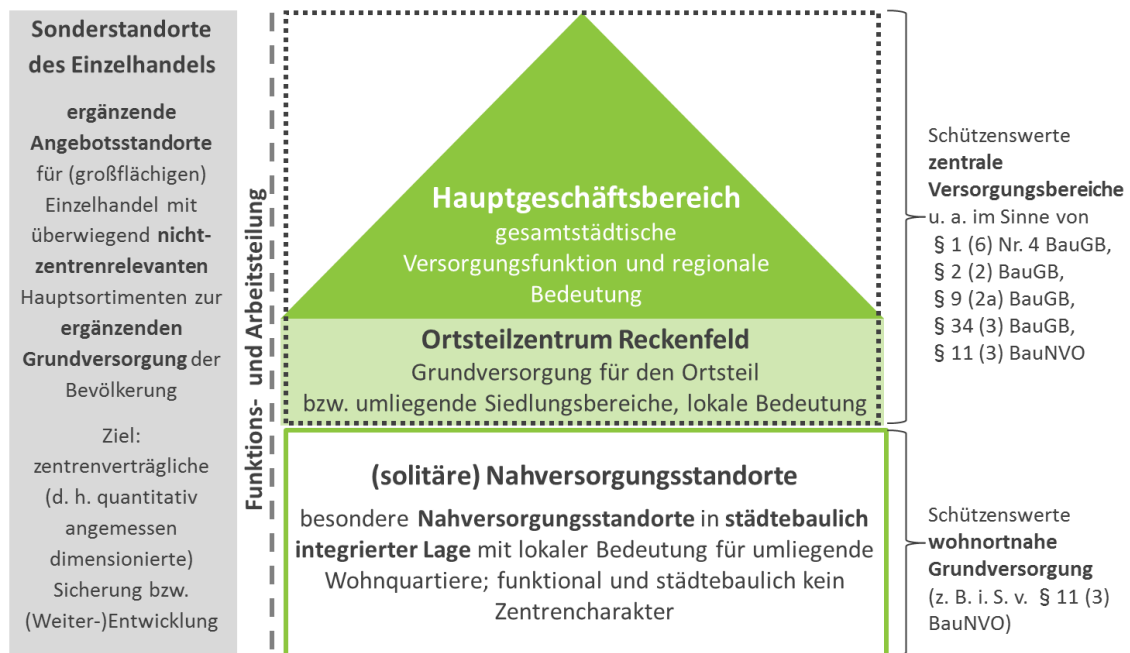 Sonderstandorte
des Einzelhandels
ergänzende
Angebotsstandorte
für (großflächigen)
Einzelhandel mit
überwiegend nicht-
zentrenrelevanten
Hauptsortimenten zur
ergänzenden
Grundversorgung der
Bevölkerung
Ziel:
zentrenverträgliche
(d. h. quantitativ
angemessen
dimensionierte)
Sicherung bzw.
(Weiter-)Entwicklung
Funktions- und Arbeitsteilung
Hauptgeschäftsbereich
gesamtstädtische
Versorgungsfunktion und regionale
Bedeutung
Ortsteilzentrum Reckenfeld
Grundversorgung für den Ortsteil
bzw. umliegende Siedlungsbereiche, lokale Bedeutung
(solitäre) Nahversorgungsstandorte
besondere Nahversorgungsstandorte in städtebaulich
integrierter Lage mit lokaler Bedeutung für umliegende
Wohnquartiere; funktional und städtebaulich kein
Zentrencharakter
Schützenswerte
zentrale
Versorgungsbereiche
u. a. im Sinne von
§ 1 (6) Nr. 4 BauGB,
§ 2 (2) BauGB,
§ 9 (2a) BauGB,
§ 34 (3) BauGB,
§ 11 (3) BauNVO
Schützenswerte
wohnortnahe
Grundversorgung
(z. B. i. S. v. § 11 (3)
BauNVO)